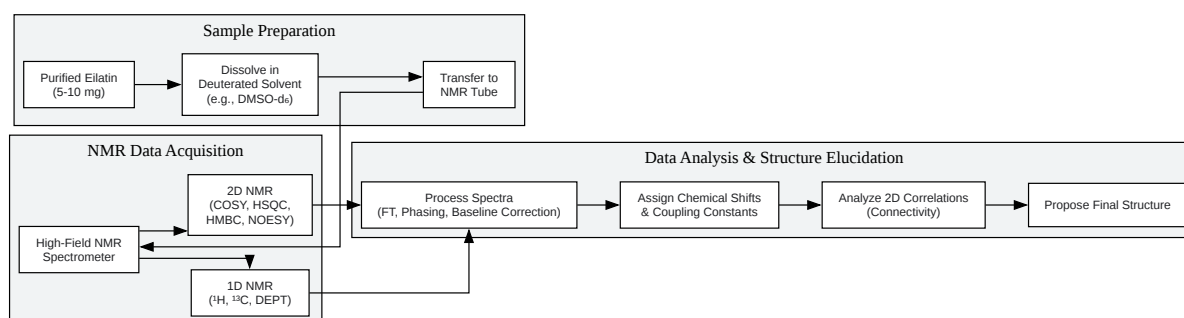 Sample Preparation
Purified Eilatin
(5-10 mg)
Dissolve in
Deuterated Solvent
(e.g., DMSO-d₆)
Transfer to
NMR Tube
NMR Data Acquisition
2D NMR
(COSY, HSQC,
HMBC, NOESY)
High-Field NMR
Spectrometer
1D NMR
(¹H, ¹³C, DEPT)
Data Analysis & Structure Elucidation
Process Spectra
(FT, Phasing, Baseline Correction)
Assign Chemical Shifts
& Coupling Constants
Analyze 2D Correlations
(Connectivity)
Propose Final Structure